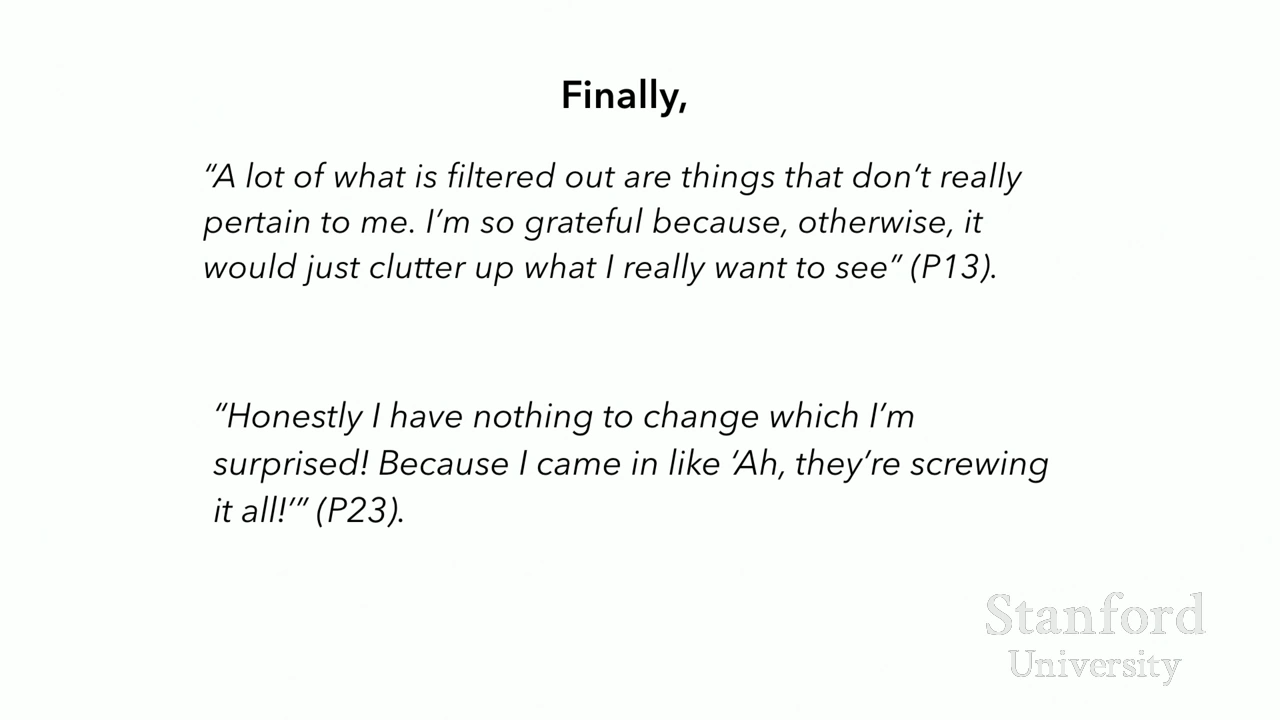 Finally,
“A lot of what is filtered out are things that don’t really
pertain to me. I’m so grateful because, otherwise, it
would just clutter up what I really want to see” (P13).
“Honestly I have nothing to change which I’m
surprised! Because I came in like ‘Ah, they’re screwing
it all!’” (P23).
Stanford
University